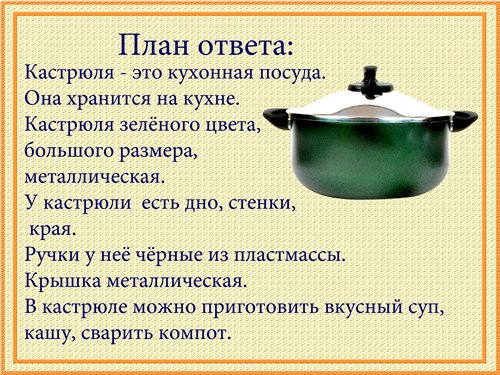 План ответа:
Кастрюля - это кухонная посуда.
Она хранится на кухне.
Кастрюля зелёного цвета,
большого размера,
металлическая.
У кастрюли есть дно, стенки,
края.
Ручки у неё чёрные из пластмассы.
Крышка металлическая.
В кастрюле можно приготовить вкусный суп,
кашу, сварить компот.